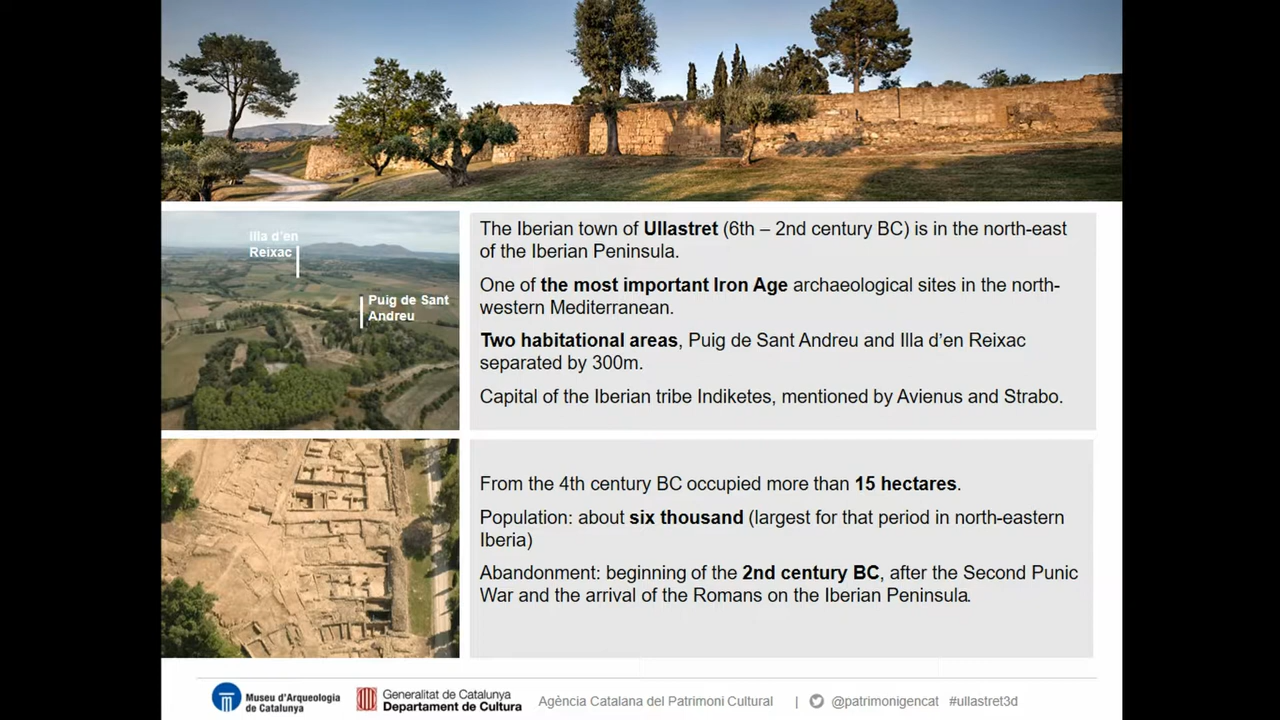 Illa d'en
Reixac
Puig de Sant
Andreu
The Iberian town of Ullastret (6th – 2nd century BC) is in the north-east
of the Iberian Peninsula.
One of the most important Iron Age archaeological sites in the north-
western Mediterranean.
Two habitational areas, Puig de Sant Andreu and Illa d’en Reixac
separated by 300m.
Capital of the Iberian tribe Indiketes, mentioned by Avienus and Strabo.
From the 4th century BC occupied more than 15 hectares.
Population: about six thousand (largest for that period in north-eastern
Iberia)
Abandonment: beginning of the 2nd century BC, after the Second Punic
War and the arrival of the Romans on the Iberian Peninsula.
Museu d'Arqueologia
de Catalunya
Generalitat de Catalunya
Departament de Cultura
Agència Catalana del Patrimoni Cultural | @patrimonigencat #ullastret3d